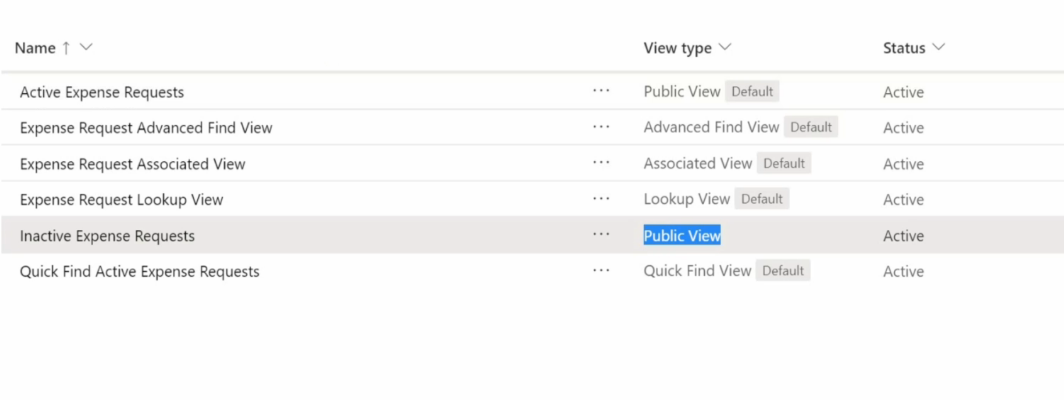 Name ↑ View type Status
Active Expense Requests ... Public View Default Active
Expense Request Advanced Find View ... Advanced Find View Default Active
Expense Request Associated View ... Associated View Default Active
Expense Request Lookup View ... Lookup View Default Active
Inactive Expense Requests ... Public View Active
Quick Find Active Expense Requests ... Quick Find View Default Active